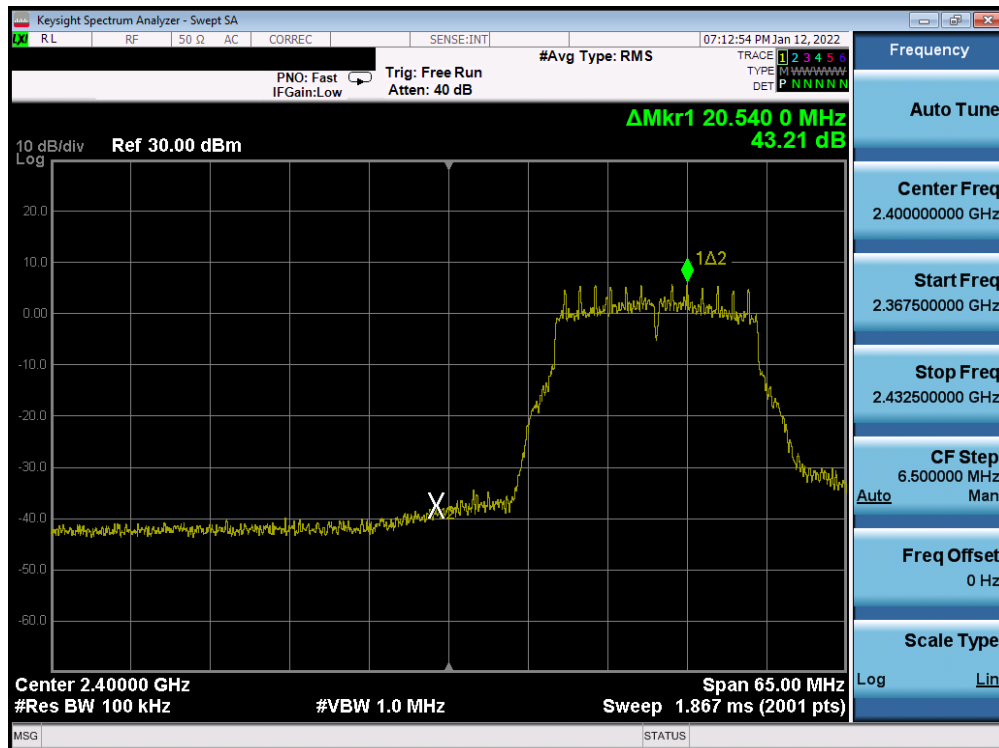 Keysight Spectrum Analyzer - Swept SA
LXI RL RF 50 Ω AC CORREC SENSE:INT 07:12:54 PM Jan 12, 2022
#Avg Type: RMS TRACE 1 2 3 4 5 6
PNO: Fast Trig: Free Run TYPE M WWWWW
IFGain:Low Atten: 40 dB DET P N N N N N
ΔMkr1 20.540 0 MHz
43.21 dB
10 dB/div Ref 30.00 dBm
Log
20.0
10.0
1Δ2
0.00
-10.0
-20.0
-30.0
-40.0
X
-50.0
-60.0
Center 2.40000 GHz Span 65.00 MHz
#Res BW 100 kHz #VBW 1.0 MHz Sweep 1.867 ms (2001 pts)
MSG STATUS
Frequency
Auto Tune
Center Freq
2.400000000 GHz
Start Freq
2.367500000 GHz
Stop Freq
2.432500000 GHz
CF Step
6.500000 MHz
Auto Man
Freq Offset
0 Hz
Scale Type
Log Lin